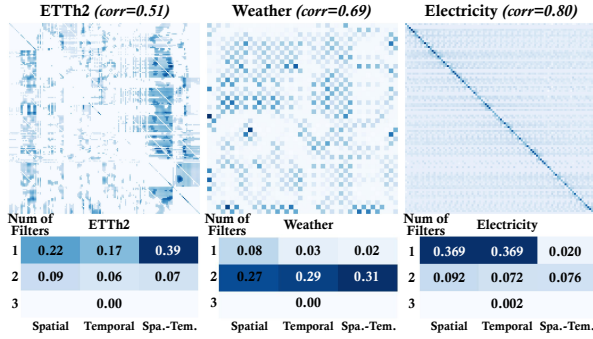 ETTh2 (corr=0.51) Weather (corr=0.69) Electricity (corr=0.80)
Num of Filters ETTh2
1 0.22 0.17 0.39
2 0.09 0.06 0.07
3 0.00
Spatial Temporal Spa.-Tem.
Num of Filters Weather
1 0.08 0.03 0.02
2 0.27 0.29 0.31
3 0.00
Spatial Temporal Spa.-Tem.
Num of Filters Electricity
1 0.369 0.369 0.020
2 0.092 0.072 0.076
3 0.002
Spatial Temporal Spa.-Tem.